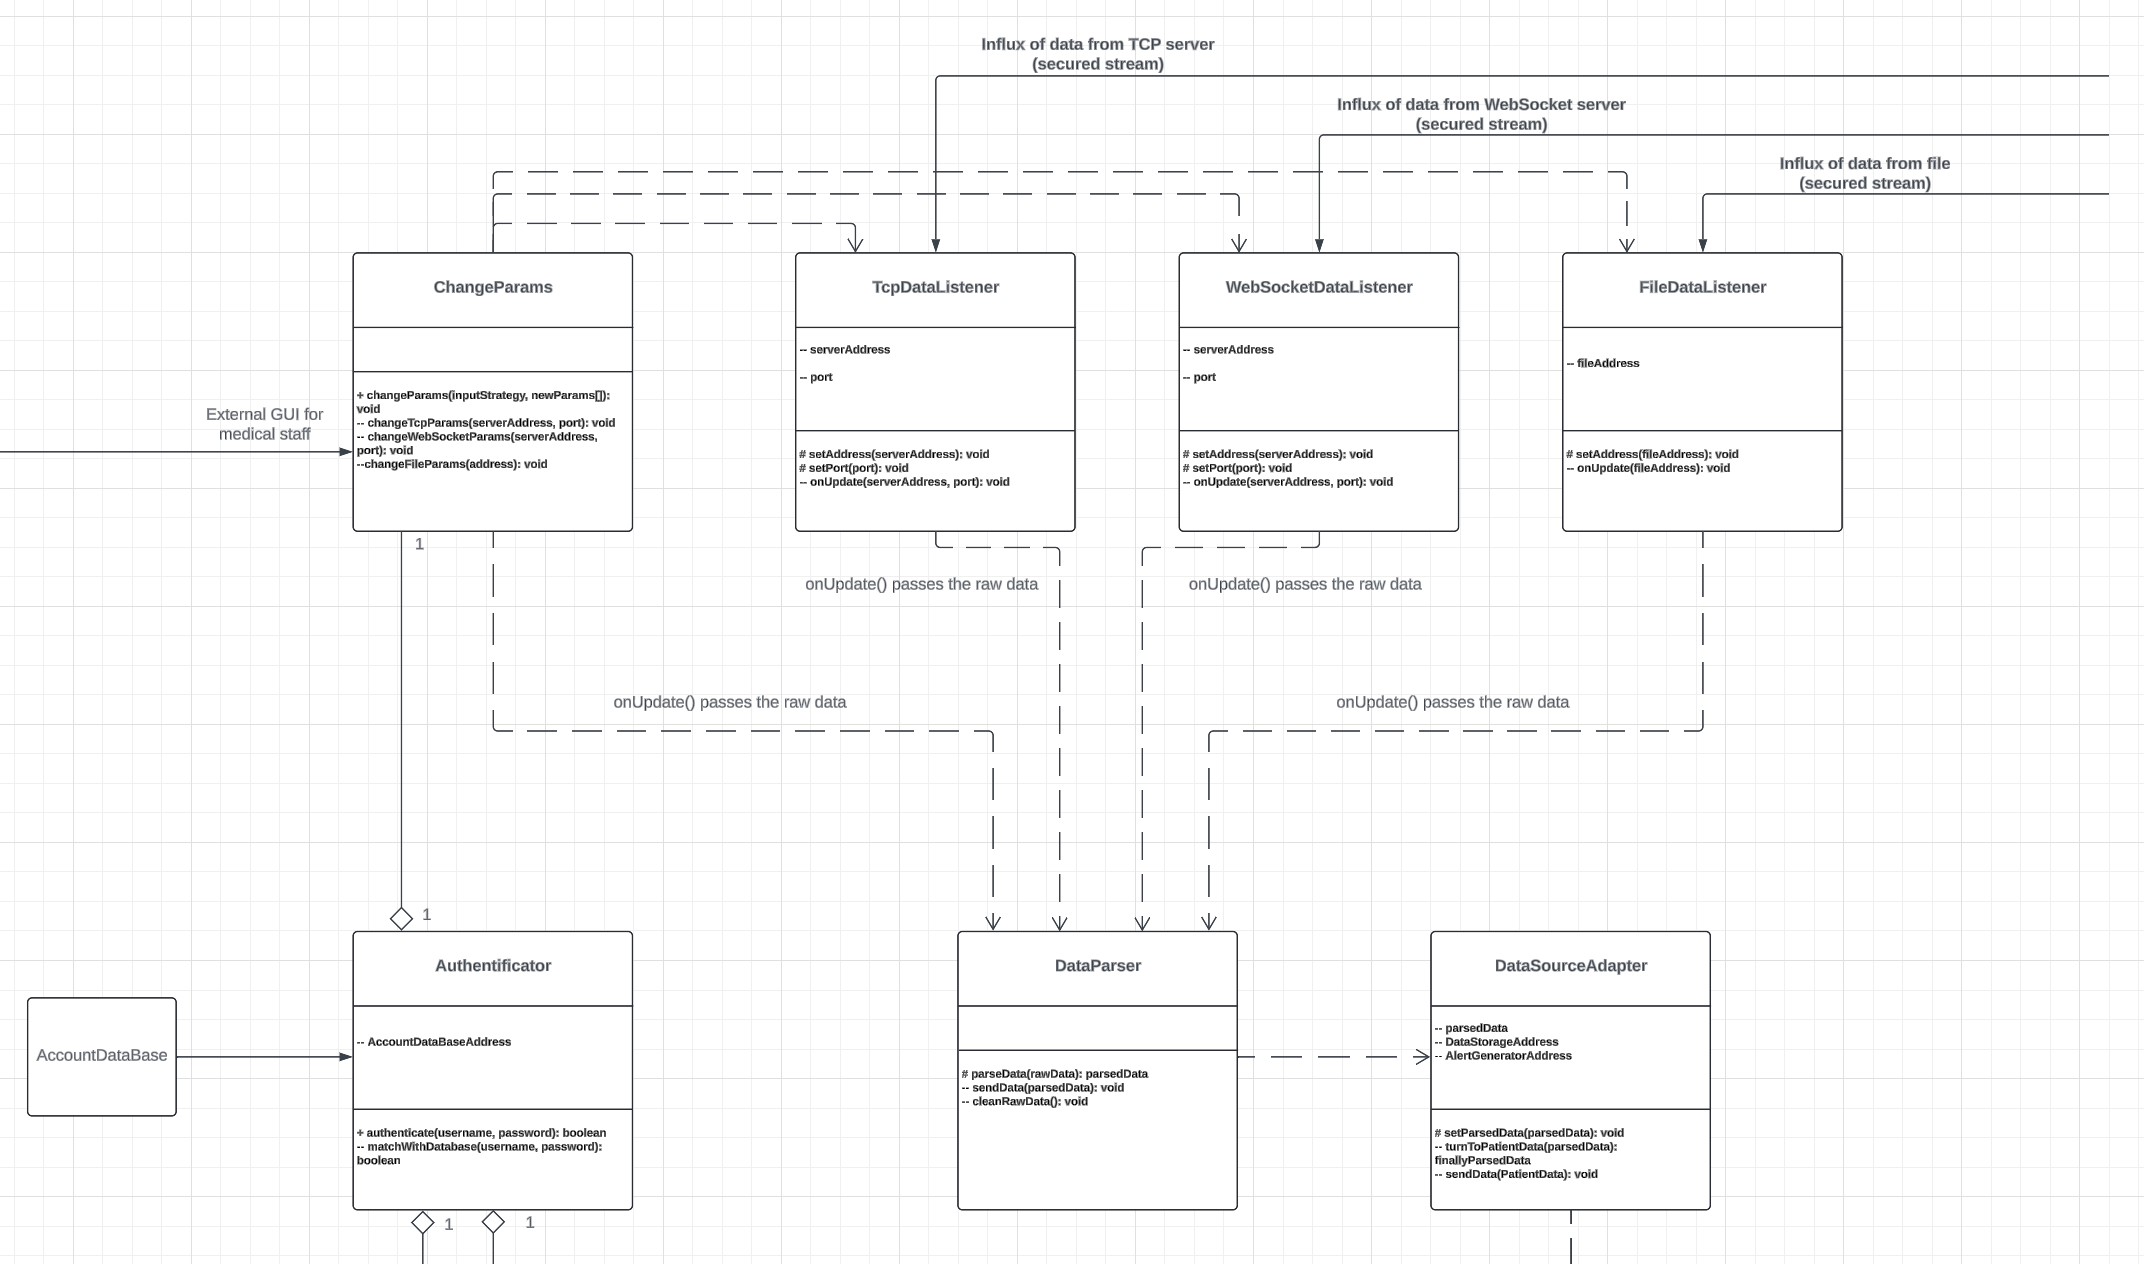 Influx of data from TCP server
(secured stream)
Influx of data from WebSocket server
(secured stream)
Influx of data from file
(secured stream)
ChangeParams
+ changeParams(inputStrategy, newParams[]):
void
-- changeTcpParams(serverAddress, port): void
-- changeWebSocketParams(serverAddress,
port): void
--changeFileParams(address): void
TcpDataListener
-- serverAddress
-- port
# setAddress(serverAddress): void
# setPort(port): void
-- onUpdate(serverAddress, port): void
WebSocketDataListener
-- serverAddress
-- port
# setAddress(serverAddress): void
# setPort(port): void
-- onUpdate(serverAddress, port): void
FileDataListener
-- fileAddress
# setAddress(fileAddress): void
-- onUpdate(fileAddress): void
External GUI for
medical staff
1
onUpdate() passes the raw data
onUpdate() passes the raw data
onUpdate() passes the raw data
onUpdate() passes the raw data
1
AccountDataBase
Authentificator
-- AccountDataBaseAddress
+ authenticate(username, password): boolean
-- matchWithDatabase(username, password):
boolean
DataParser
# parseData(rawData): parsedData
-- sendData(parsedData): void
-- cleanRawData(): void
DataSourceAdapter
-- parsedData
-- DataStorageAddress
-- AlertGeneratorAddress
# setParsedData(parsedData): void
-- turnToPatientData(parsedData):
finallyParsedData
-- sendData(PatientData): void
1
1